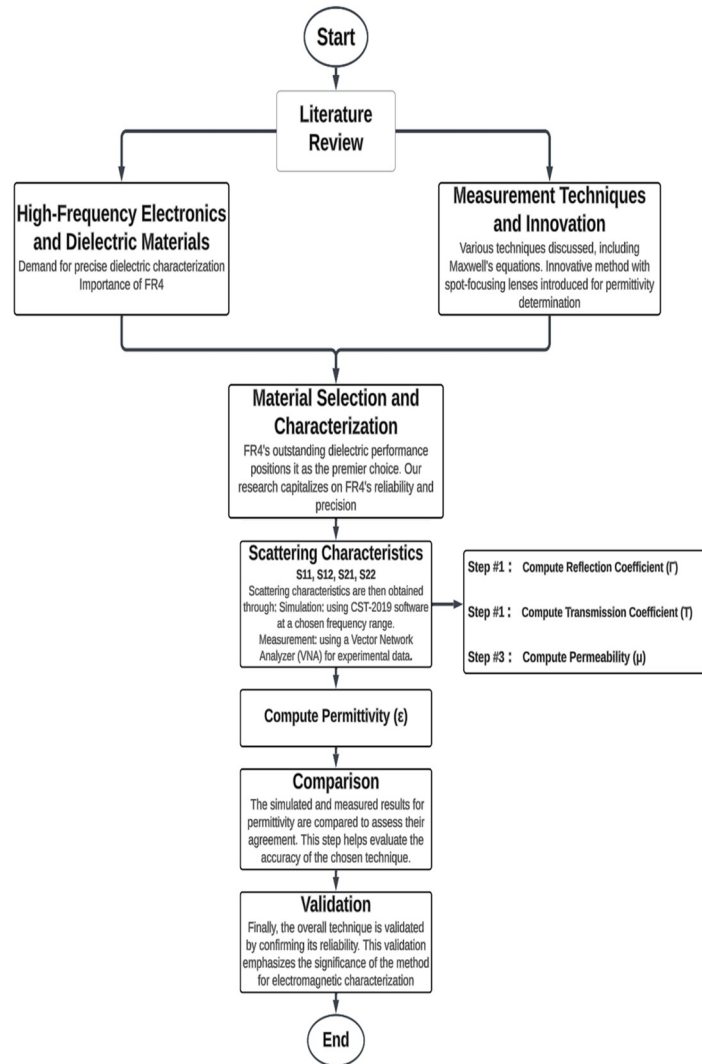 Start
Literature
Review
High-Frequency Electronics
and Dielectric Materials
Demand for precise dielectric characterization
Importance of FR4
Measurement Techniques
and Innovation
Various techniques discussed, including
Maxwell's equations. Innovative method with
spot-focusing lenses introduced for permittivity
determination
Material Selection and
Characterization
FR4's outstanding dielectric performance
positions it as the premier choice. Our
research capitalizes on FR4's reliability and
precision
Scattering Characteristics
S11, S12, S21, S22
Scattering characteristics are then obtained
through: Simulation: using CST-2019 software
at a chosen frequency range.
Measurement: using a Vector Network
Analyzer (VNA) for experimental data.
Step #1 : Compute Reflection Coefficient (Γ)
Step #1 : Compute Transmission Coefficient (T)
Step #3 : Compute Permeability (μ)
Compute Permittivity (ε)
Comparison
The simulated and measured results for
permittivity are compared to assess their
agreement. This step helps evaluate the
accuracy of the chosen technique.
Validation
Finally, the overall technique is validated
by confirming its reliability. This validation
emphasizes the significance of the method
for electromagnetic characterization
End